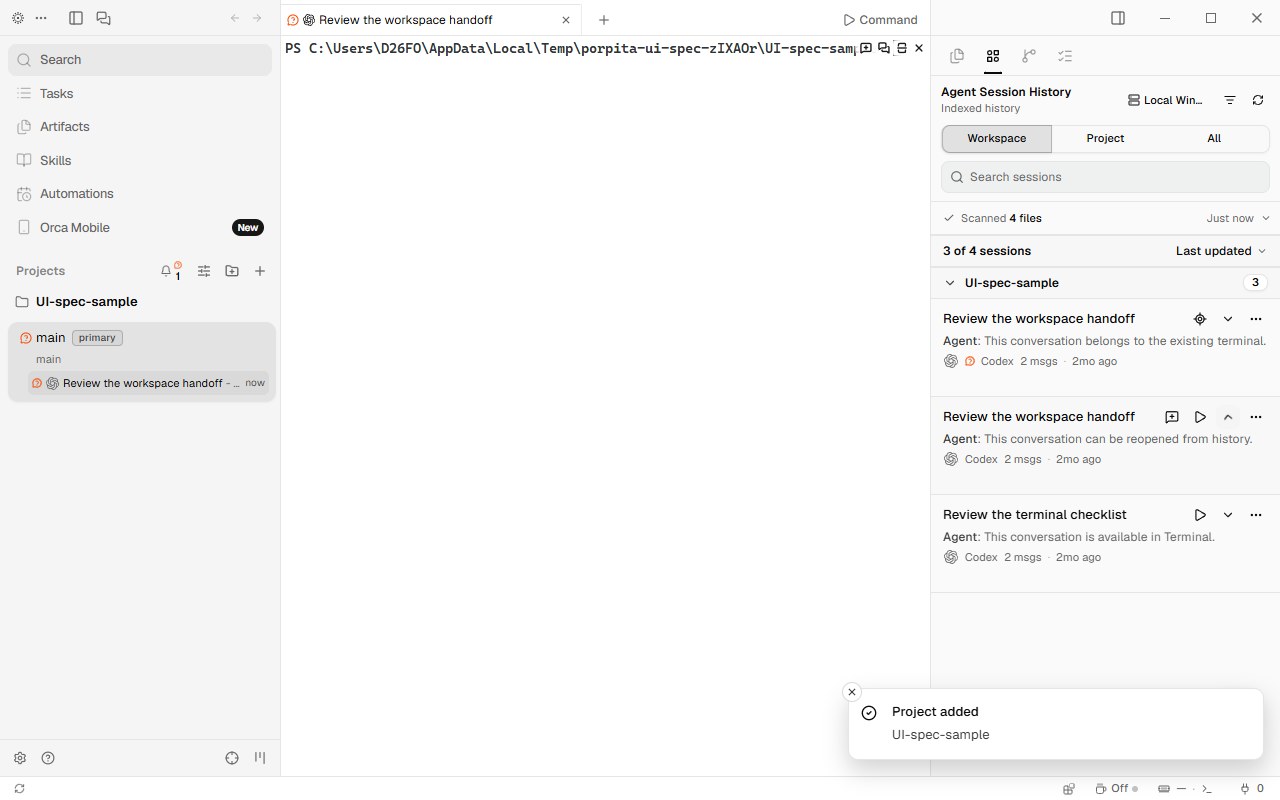 Review the workspace handoff
Command
Search
Tasks
Artifacts
Skills
Automations
Orca Mobile
New
Projects
1
UI-spec-sample
main primary
main
Review the workspace handoff - ... now
PS C:\Users\D26FO\AppData\Local\Temp\porpita-ui-spec-zIXAOr\UI-spec-sam
Agent Session History
Indexed history
Local Win...
Workspace
Project
All
Search sessions
Scanned 4 files
Just now
3 of 4 sessions
Last updated
UI-spec-sample
3
Review the workspace handoff
Agent: This conversation belongs to the existing terminal.
Codex 2 msgs · 2mo ago
Review the workspace handoff
Agent: This conversation can be reopened from history.
Codex 2 msgs · 2mo ago
Review the terminal checklist
Agent: This conversation is available in Terminal.
Codex 2 msgs · 2mo ago
Project added
UI-spec-sample
Off
0